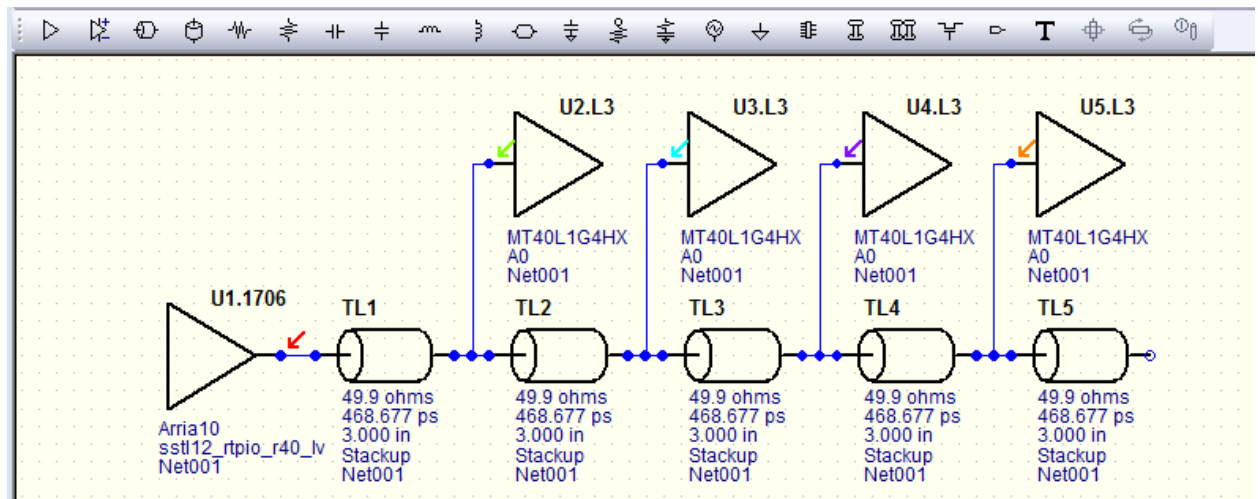 T
U2.L3
U3.L3
U4.L3
U5.L3
MT40L1G4HX
A0
Net001
MT40L1G4HX
A0
Net001
MT40L1G4HX
A0
Net001
MT40L1G4HX
A0
Net001
U1.1706
TL1
TL2
TL3
TL4
TL5
Arria10
sstl12_rtpio_r40_lv
Net001
49.9 ohms
468.677 ps
3.000 in
Stackup
Net001
49.9 ohms
468.677 ps
3.000 in
Stackup
Net001
49.9 ohms
468.677 ps
3.000 in
Stackup
Net001
49.9 ohms
468.677 ps
3.000 in
Stackup
Net001
49.9 ohms
468.677 ps
3.000 in
Stackup
Net001